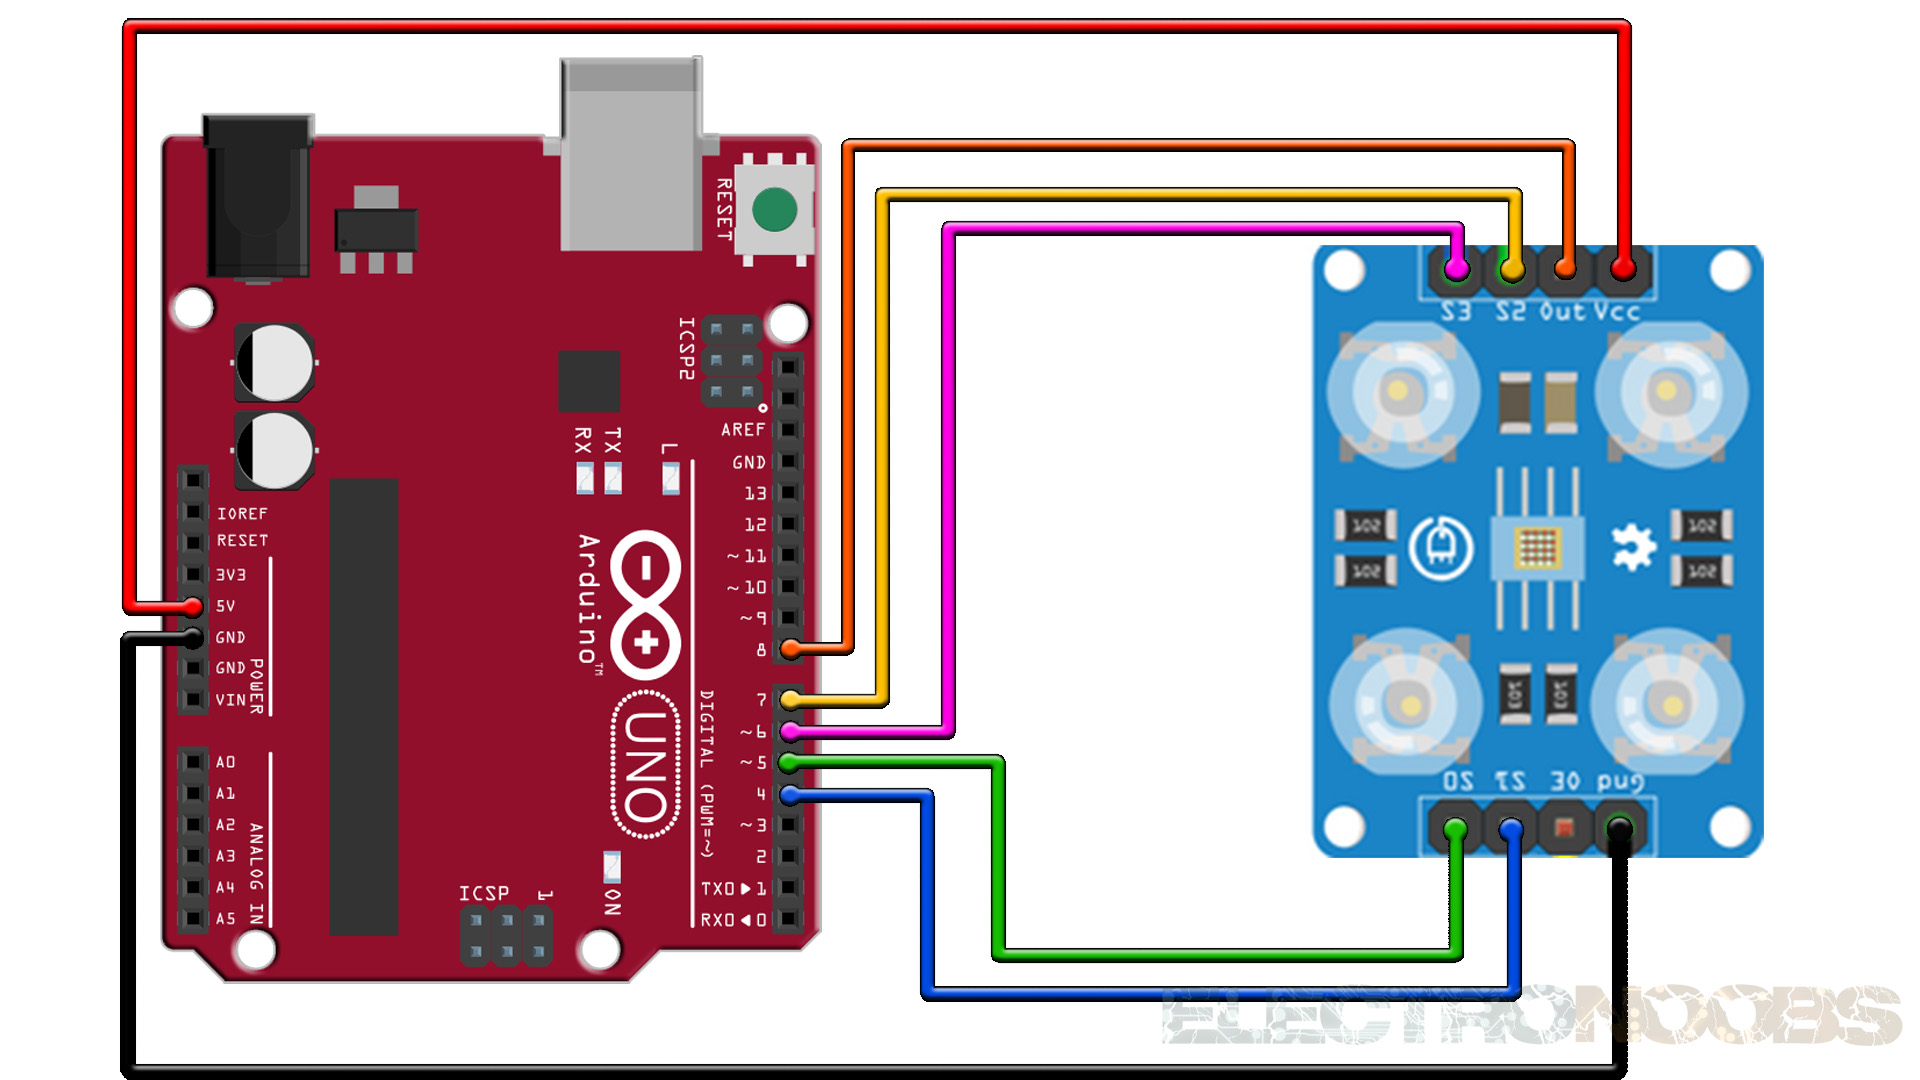 RESET
ICSP2
AREF
GND
13
12
~11
~10
~9
8
7
~6
~5
4
~3
2
TX0▶1
RX0◀0
DIGITAL (PWM=~)
RX
TX
L
Arduino™
UNO
ON
ICSP
1
IOREF
RESET
3V3
5V
GND
GND
VIN
POWER
A0
A1
A2
A3
A4
A5
ANALOG IN
S3 S2 Out Vcc
102
102
102
102
103
103
S0 S1 E0 Gnd
ELECTRONOOBS